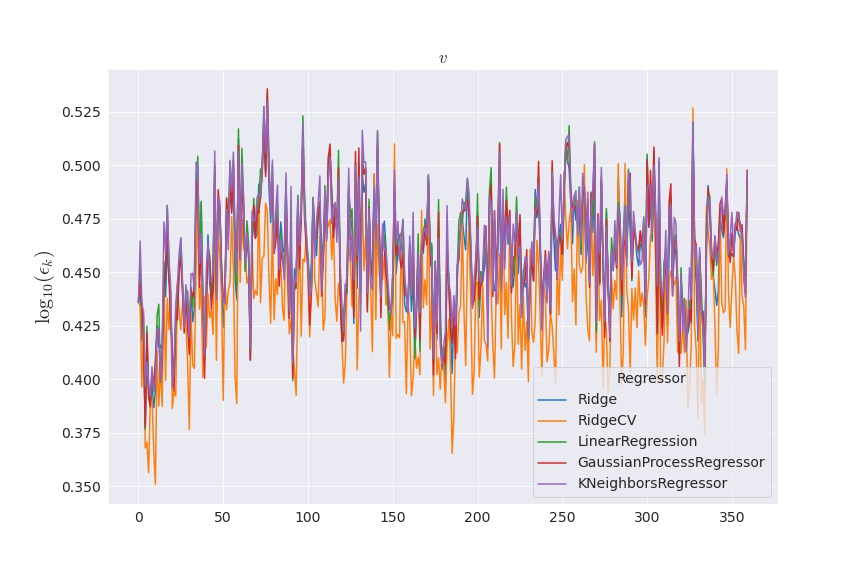 v
log₁₀(ϵₖ)
0.525
0.500
0.475
0.450
0.425
0.400
0.375
0.350
0 50 100 150 200 250 300 350
Regressor
Ridge
RidgeCV
LinearRegression
GaussianProcessRegressor
KNeighborsRegressor